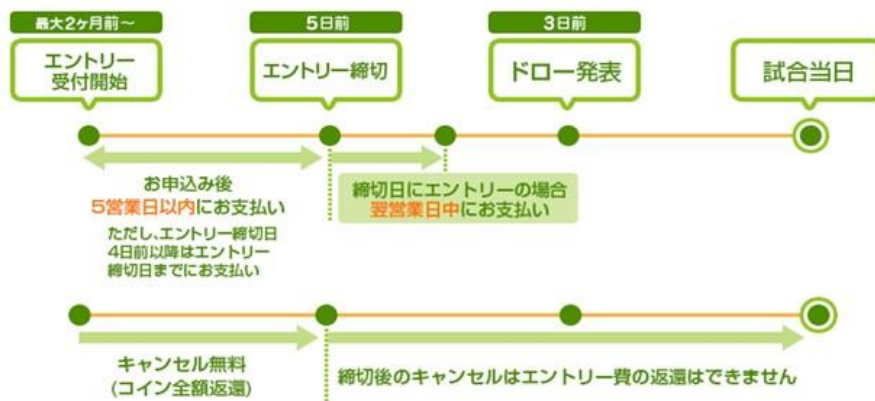 最大2ヶ月前～
エントリー
受付開始
5日前
エントリー締切
3日前
ドロー発表
試合当日
お申込み後
5営業日以内にお支払い
ただし、エントリー締切日
4日前以降はエントリー
締切日までにお支払い
締切日にエントリーの場合
翌営業日中にお支払い
キャンセル無料
(コイン全額返還)
締切後のキャンセルはエントリー費の返還はできません